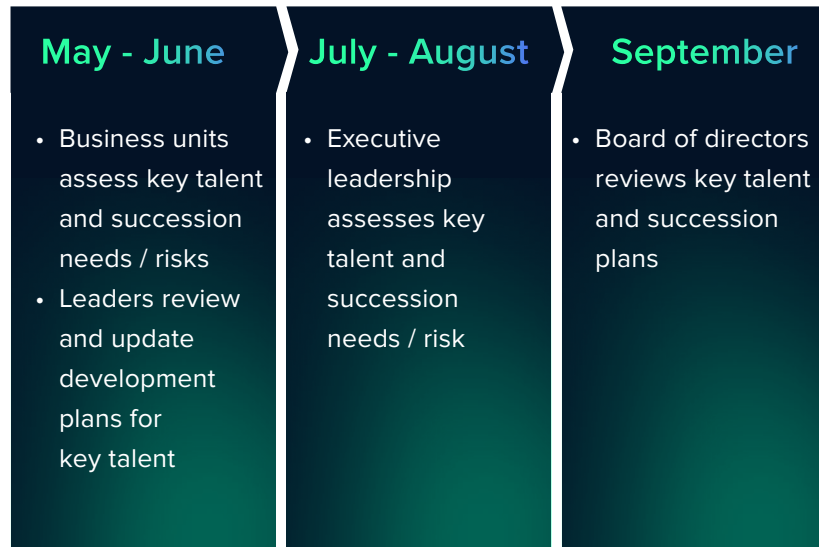 May - June
• Business units
assess key talent
and succession
needs / risks
• Leaders review
and update
development
plans for
key talent
July - August
• Executive
leadership
assesses key
talent and
succession
needs / risk
September
• Board of directors
reviews key talent
and succession
plans